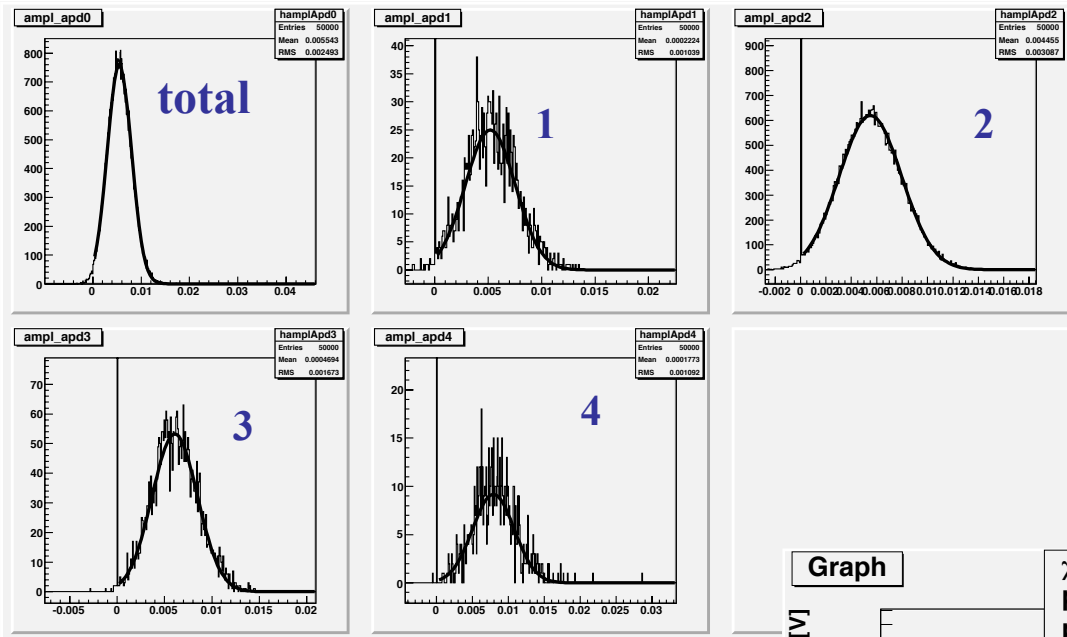 ampl_apd0
hamplApd0
Entries 50000
Mean 0.005543
RMS 0.002493
total
800
700
600
500
400
300
200
100
0
0 0.01 0.02 0.03 0.04
ampl_apd1
hamplApd1
Entries 50000
Mean 0.0002224
RMS 0.001039
1
40
35
30
25
20
15
10
5
0
0 0.005 0.01 0.015 0.02
ampl_apd2
hamplApd2
Entries 50000
Mean 0.004455
RMS 0.003087
2
900
800
700
600
500
400
300
200
100
0
-0.002 0 0.002 0.004 0.006 0.008 0.010 0.012 0.014 0.016 0.018
ampl_apd3
hamplApd3
Entries 50000
Mean 0.0004694
RMS 0.001673
3
70
60
50
40
30
20
10
0
-0.005 0 0.005 0.01 0.015 0.02
ampl_apd4
hamplApd4
Entries 50000
Mean 0.0001773
RMS 0.001092
4
20
15
10
5
0
0 0.005 0.01 0.015 0.02 0.025 0.03
Graph
[V]